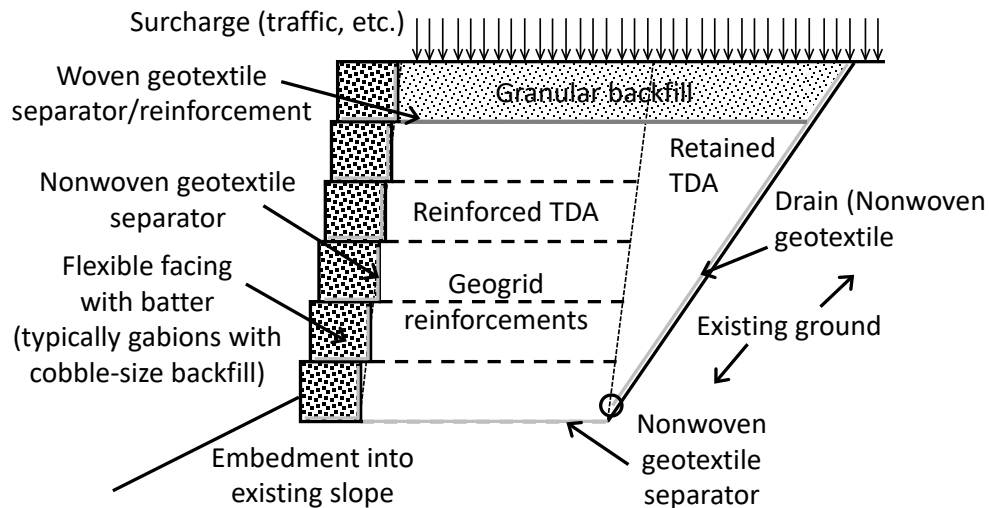 Surcharge (traffic, etc.)
Woven geotextile
separator/reinforcement
Granular backfill
Retained
TDA
Nonwoven geotextile
separator
Reinforced TDA
Drain (Nonwoven
geotextile
Flexible facing
with batter
(typically gabions with
cobble-size backfill)
Geogrid
reinforcements
Existing ground
Nonwoven
geotextile
separator
Embedment into
existing slope